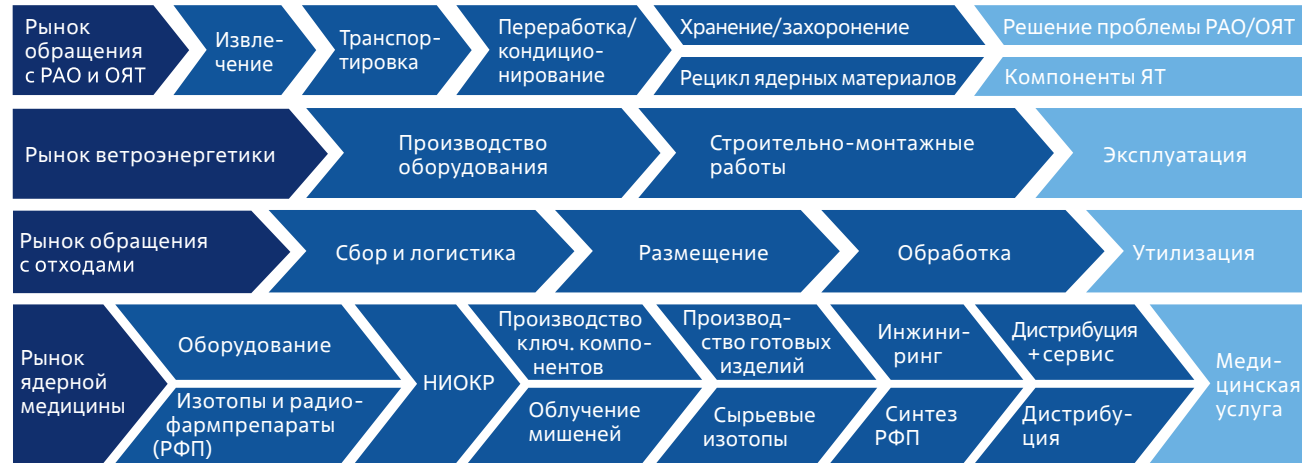 Рынок
обращения
с РАО и ОЯТ
Извле-
чение
Транспор-
тировка
Переработка/
кондицио-
нирование
Хранение/захоронение
Рецикл ядерных материалов
Решение проблемы РАО/ОЯТ
Компоненты ЯТ
Рынок ветроэнергетики
Производство
оборудования
Строительно-монтажные
работы
Эксплуатация
Рынок обращения
с отходами
Сбор и логистика
Размещение
Обработка
Утилизация
Рынок
ядерной
медицины
Оборудование
Изотопы и радио-
фармпрепараты
(РФП)
НИОКР
Производство
ключ. компо-
нентов
Облучение
мишеней
Производ-
ство готовых
изделий
Сырьевые
изотопы
Инжини-
ринг
Синтез
РФП
Дистрибуция
+сервис
Дистрибу-
ция
Меди-
цинская
услуга